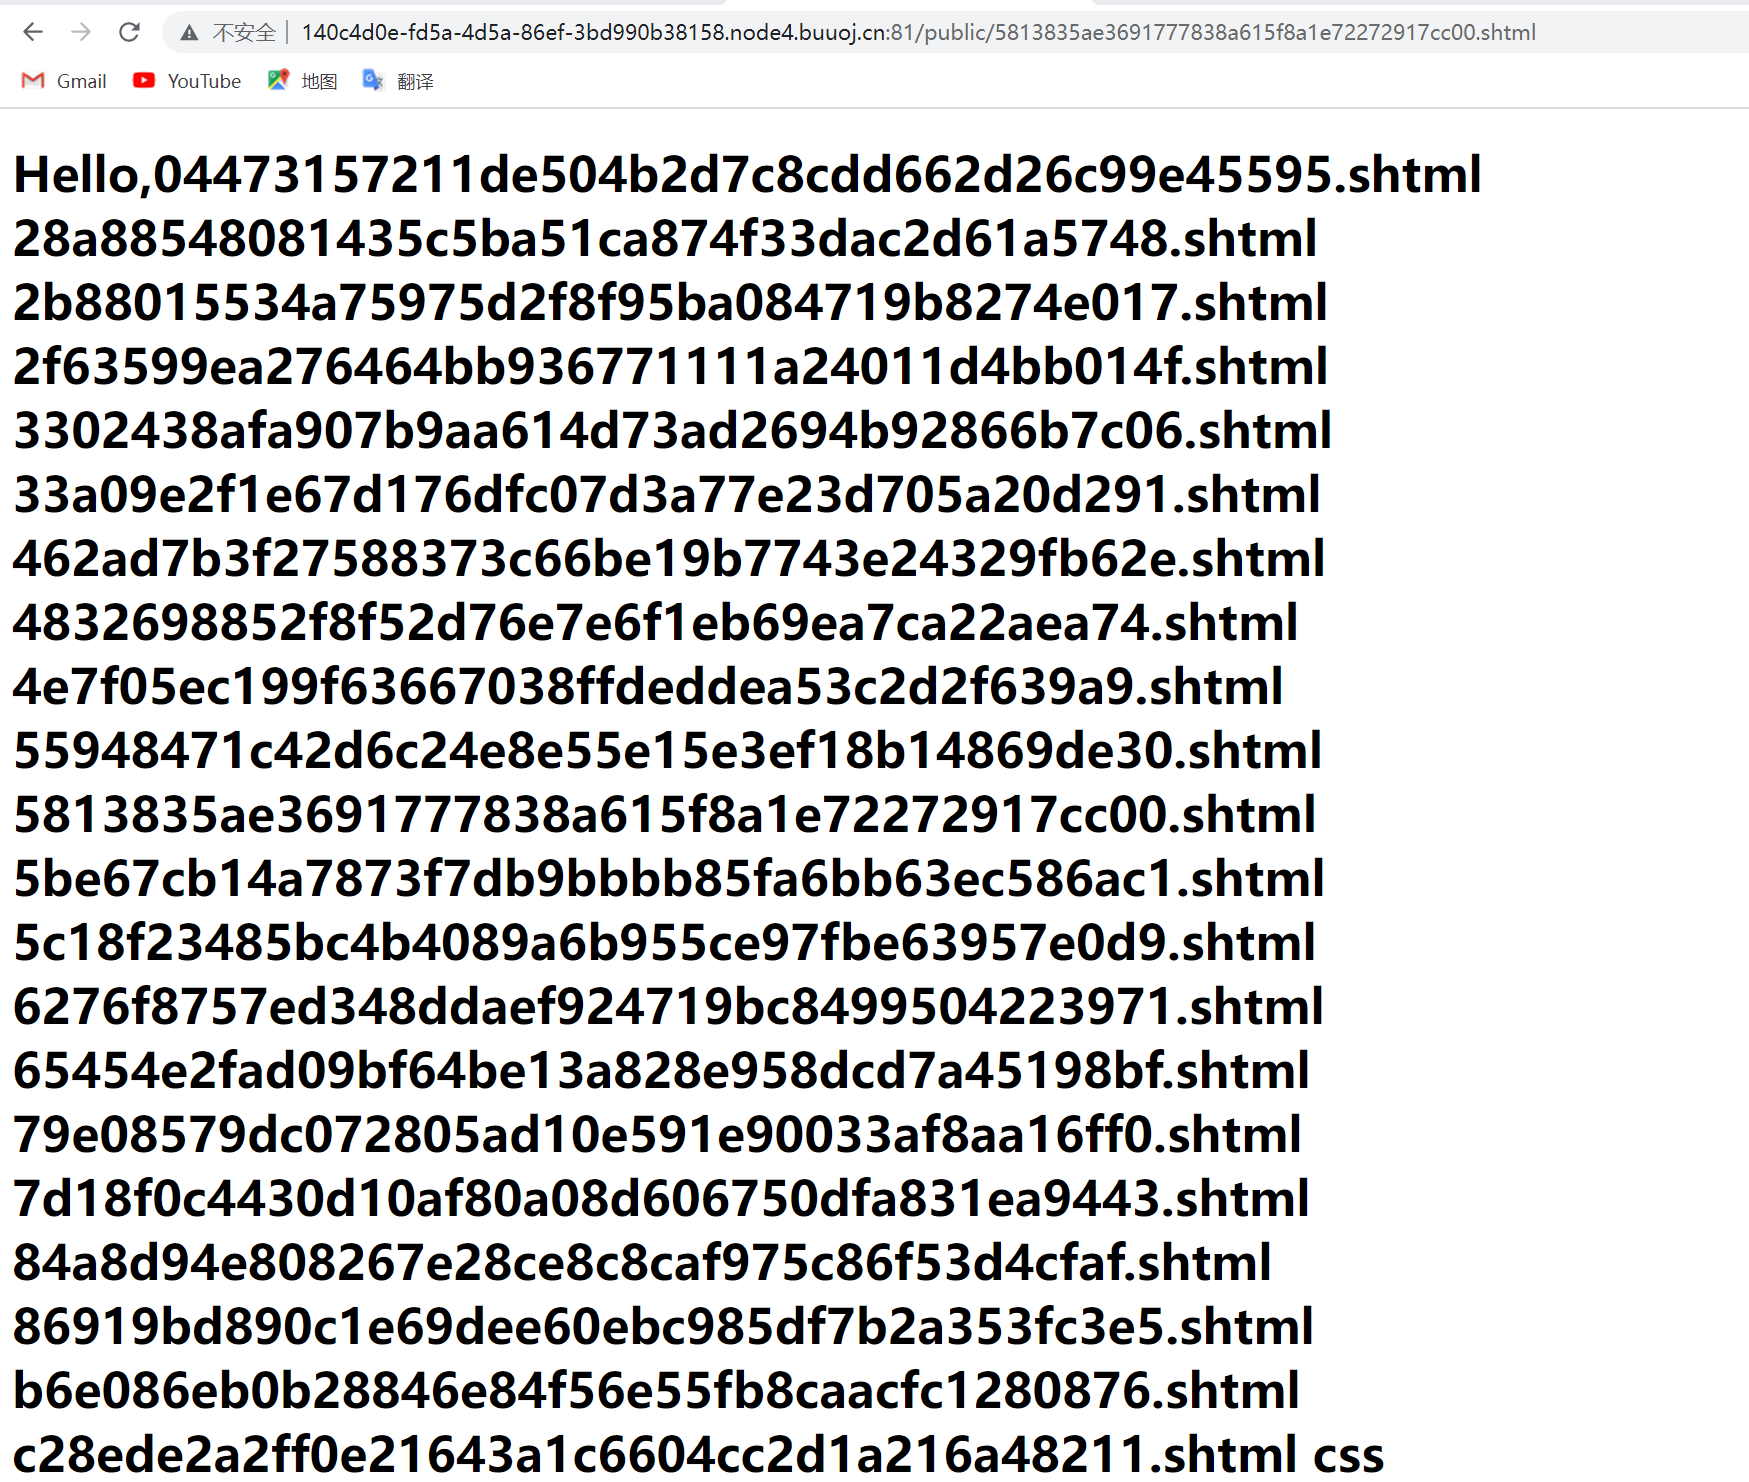 不安全 140c4d0e-fd5a-4d5a-86ef-3bd990b38158.node4.buuoj.cn:81/public/5813835ae3691777838a615f8a1e72272917cc00.shtml
Gmail YouTube 地图 翻译
Hello,04473157211de504b2d7c8cdd662d26c99e45595.shtml
28a88548081435c5ba51ca874f33dac2d61a5748.shtml
2b88015534a75975d2f8f95ba084719b8274e017.shtml
2f63599ea276464bb936771111a24011d4bb014f.shtml
3302438afa907b9aa614d73ad2694b92866b7c06.shtml
33a09e2f1e67d176dfc07d3a77e23d705a20d291.shtml
462ad7b3f27588373c66be19b7743e24329fb62e.shtml
4832698852f8f52d76e7e6f1eb69ea7ca22aea74.shtml
4e7f05ec199f63667038ffdeddea53c2d2f639a9.shtml
55948471c42d6c24e8e55e15e3ef18b14869de30.shtml
5813835ae3691777838a615f8a1e72272917cc00.shtml
5be67cb14a7873f7db9bbbb85fa6bb63ec586ac1.shtml
5c18f23485bc4b4089a6b955ce97fbe63957e0d9.shtml
6276f8757ed348ddaef924719bc8499504223971.shtml
65454e2fad09bf64be13a828e958dcd7a45198bf.shtml
79e08579dc072805ad10e591e90033af8aa16ff0.shtml
7d18f0c4430d10af80a08d606750dfa831ea9443.shtml
84a8d94e808267e28ce8c8caf975c86f53d4cfaf.shtml
86919bd890c1e69dee60ebc985df7b2a353fc3e5.shtml
b6e086eb0b28846e84f56e55fb8caacfc1280876.shtml
c28ede2a2ff0e21643a1c6604cc2d1a216a48211.shtml css